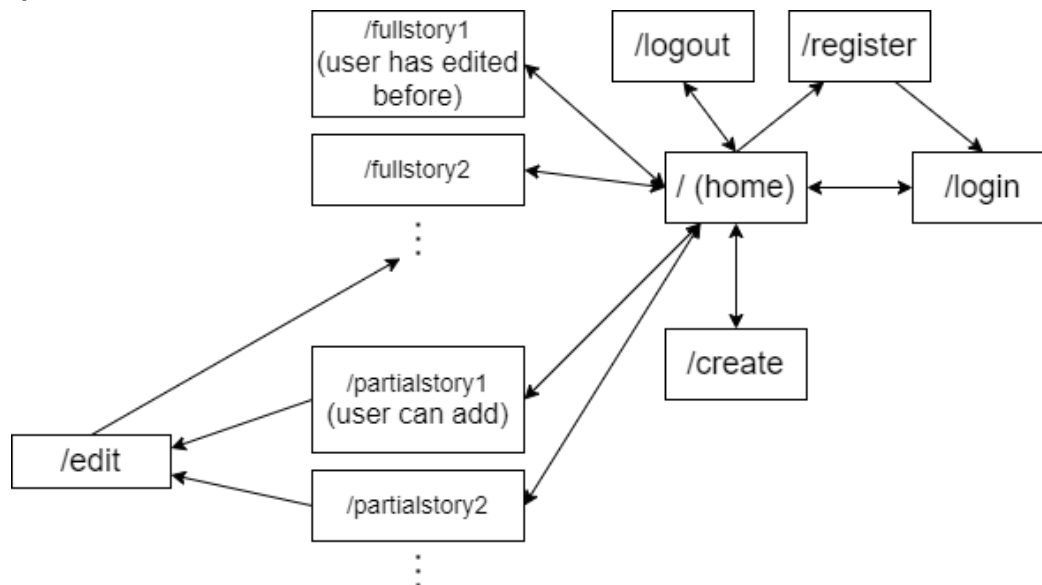 /fullstory1
(user has edited
before)
/logout
/register
/fullstory2
/ (home)
/login
/create
/partialstory1
(user can add)
/edit
/partialstory2